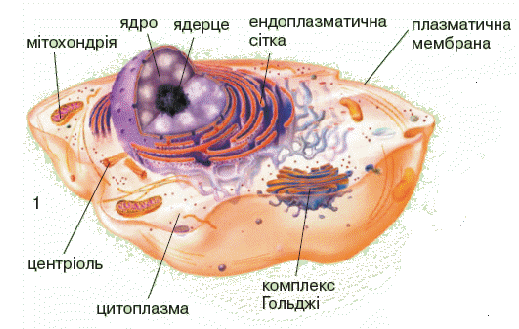 ядро
ядерце
ендоплазматична
сітка
плазматична
мембрана
мітохондрія
1
центріоль
цитоплазма
комплекс
Гольджі